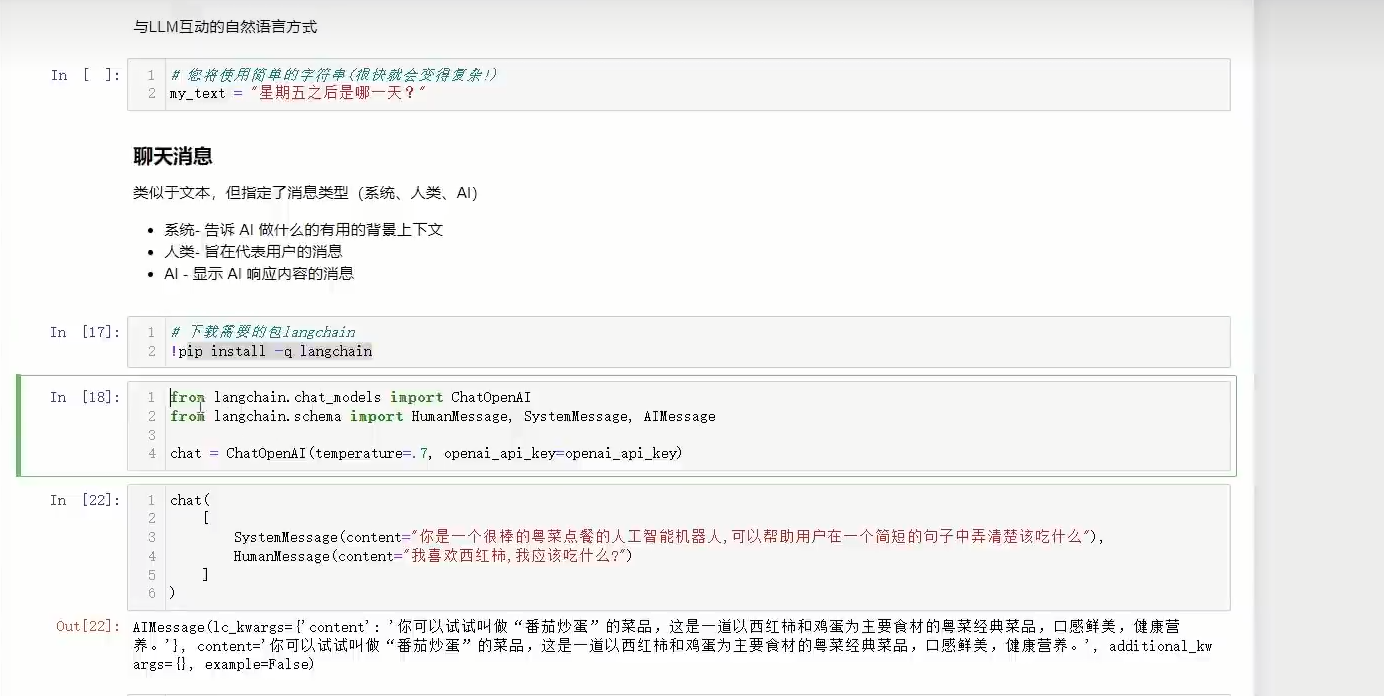 与LLM互动的自然语言方式
In [ ]:
1 # 您将使用简单的字符串(很快就会变得复杂!)
2 my_text = "星期五之后是哪一天？"
聊天消息
类似于文本，但指定了消息类型（系统、人类、AI）
• 系统- 告诉 AI 做什么的有用的背景上下文
• 人类- 旨在代表用户的消息
• AI - 显示 AI 响应内容的消息
In [17]:
1 # 下载需要的包langchain
2 !pip install -q langchain
In [18]:
1 from langchain.chat_models import ChatOpenAI
2 from langchain.schema import HumanMessage, SystemMessage, AIMessage
3
4 chat = ChatOpenAI(temperature=.7, openai_api_key=openai_api_key)
In [22]:
1 chat(
2     [
3         SystemMessage(content="你是一个很棒的粤菜点餐的人工智能机器人,可以帮助用户在一个简短的句子中弄清楚该吃什么"),
4         HumanMessage(content="我喜欢西红柿,我应该吃什么?")
5     ]
6 )
Out[22]:
AIMessage(lc_kwargs={'content': '你可以试试叫做“番茄炒蛋”的菜品，这是一道以西红柿和鸡蛋为主要食材的粤菜经典菜品，口感鲜美，健康营
养。'}, content='你可以试试叫做“番茄炒蛋”的菜品，这是一道以西红柿和鸡蛋为主要食材的粤菜经典菜品，口感鲜美，健康营养。', additional_kw
args={}, example=False)